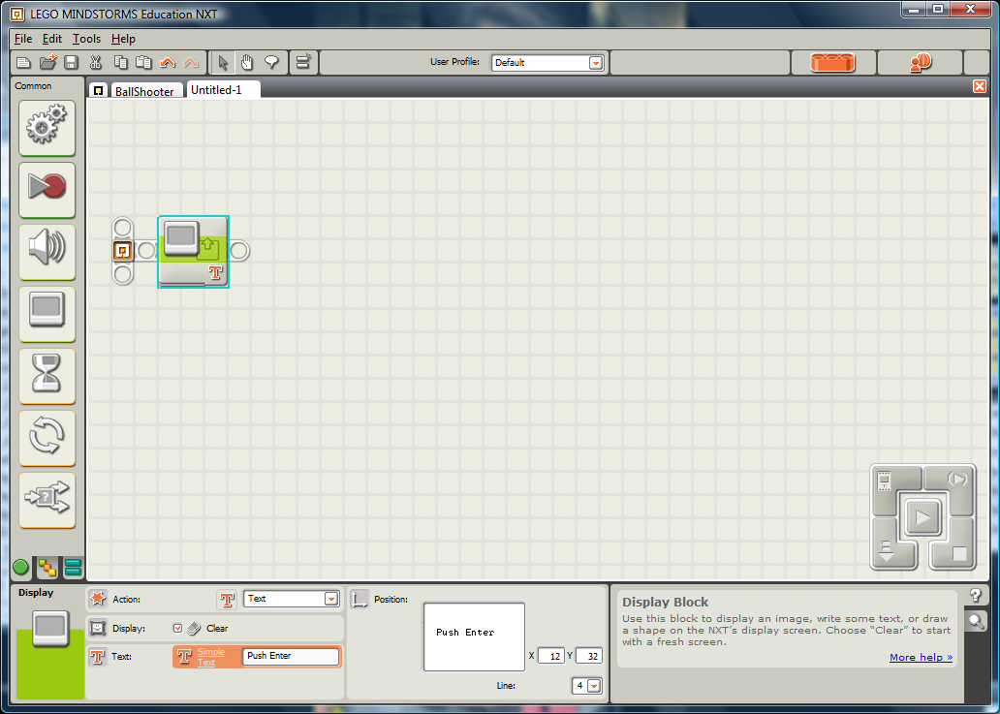 LEGO MINDSTORMS Education NXT
File Edit Tools Help
User Profile: Default
Common
BallShooter Untitled-1
Display
Action: T Text
Display: Clear
T Text: T Simple Text Push Enter
Position:
Push Enter
X 12 Y 32
Line: 4
Display Block
Use this block to display an image, write some text, or draw
a shape on the NXT's display screen. Choose “Clear” to start
with a fresh screen.
More help »